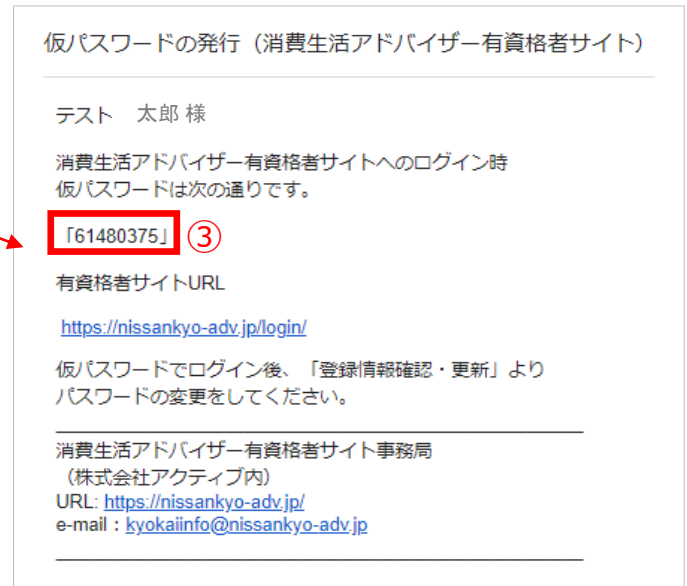 仮パスワードの発行（消費生活アドバイザー有資格者サイト）
テスト　太郎 様
消費生活アドバイザー有資格者サイトへのログイン時
仮パスワードは次の通りです。
「61480375」 ③
有資格者サイトURL
https://nissankyo-adv.jp/login/
仮パスワードでログイン後、「登録情報確認・更新」より
パスワードの変更をしてください。
消費生活アドバイザー有資格者サイト事務局
（株式会社アクティブ内）
URL: https://nissankyo-adv.jp/
e-mail：kyokaiinfo@nissankyo-adv.jp